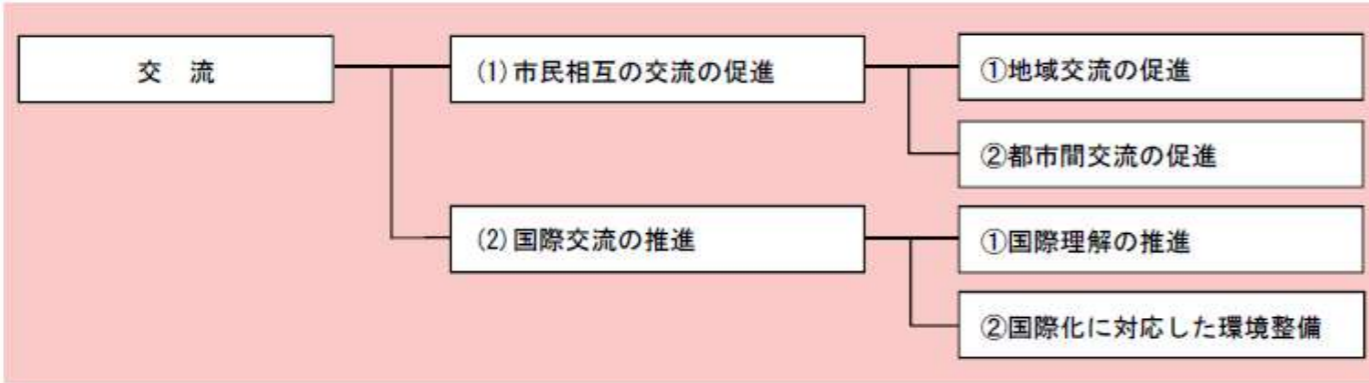 交 流
(1)市民相互の交流の促進
①地域交流の促進
②都市間交流の促進
(2)国際交流の推進
①国際理解の推進
②国際化に対応した環境整備